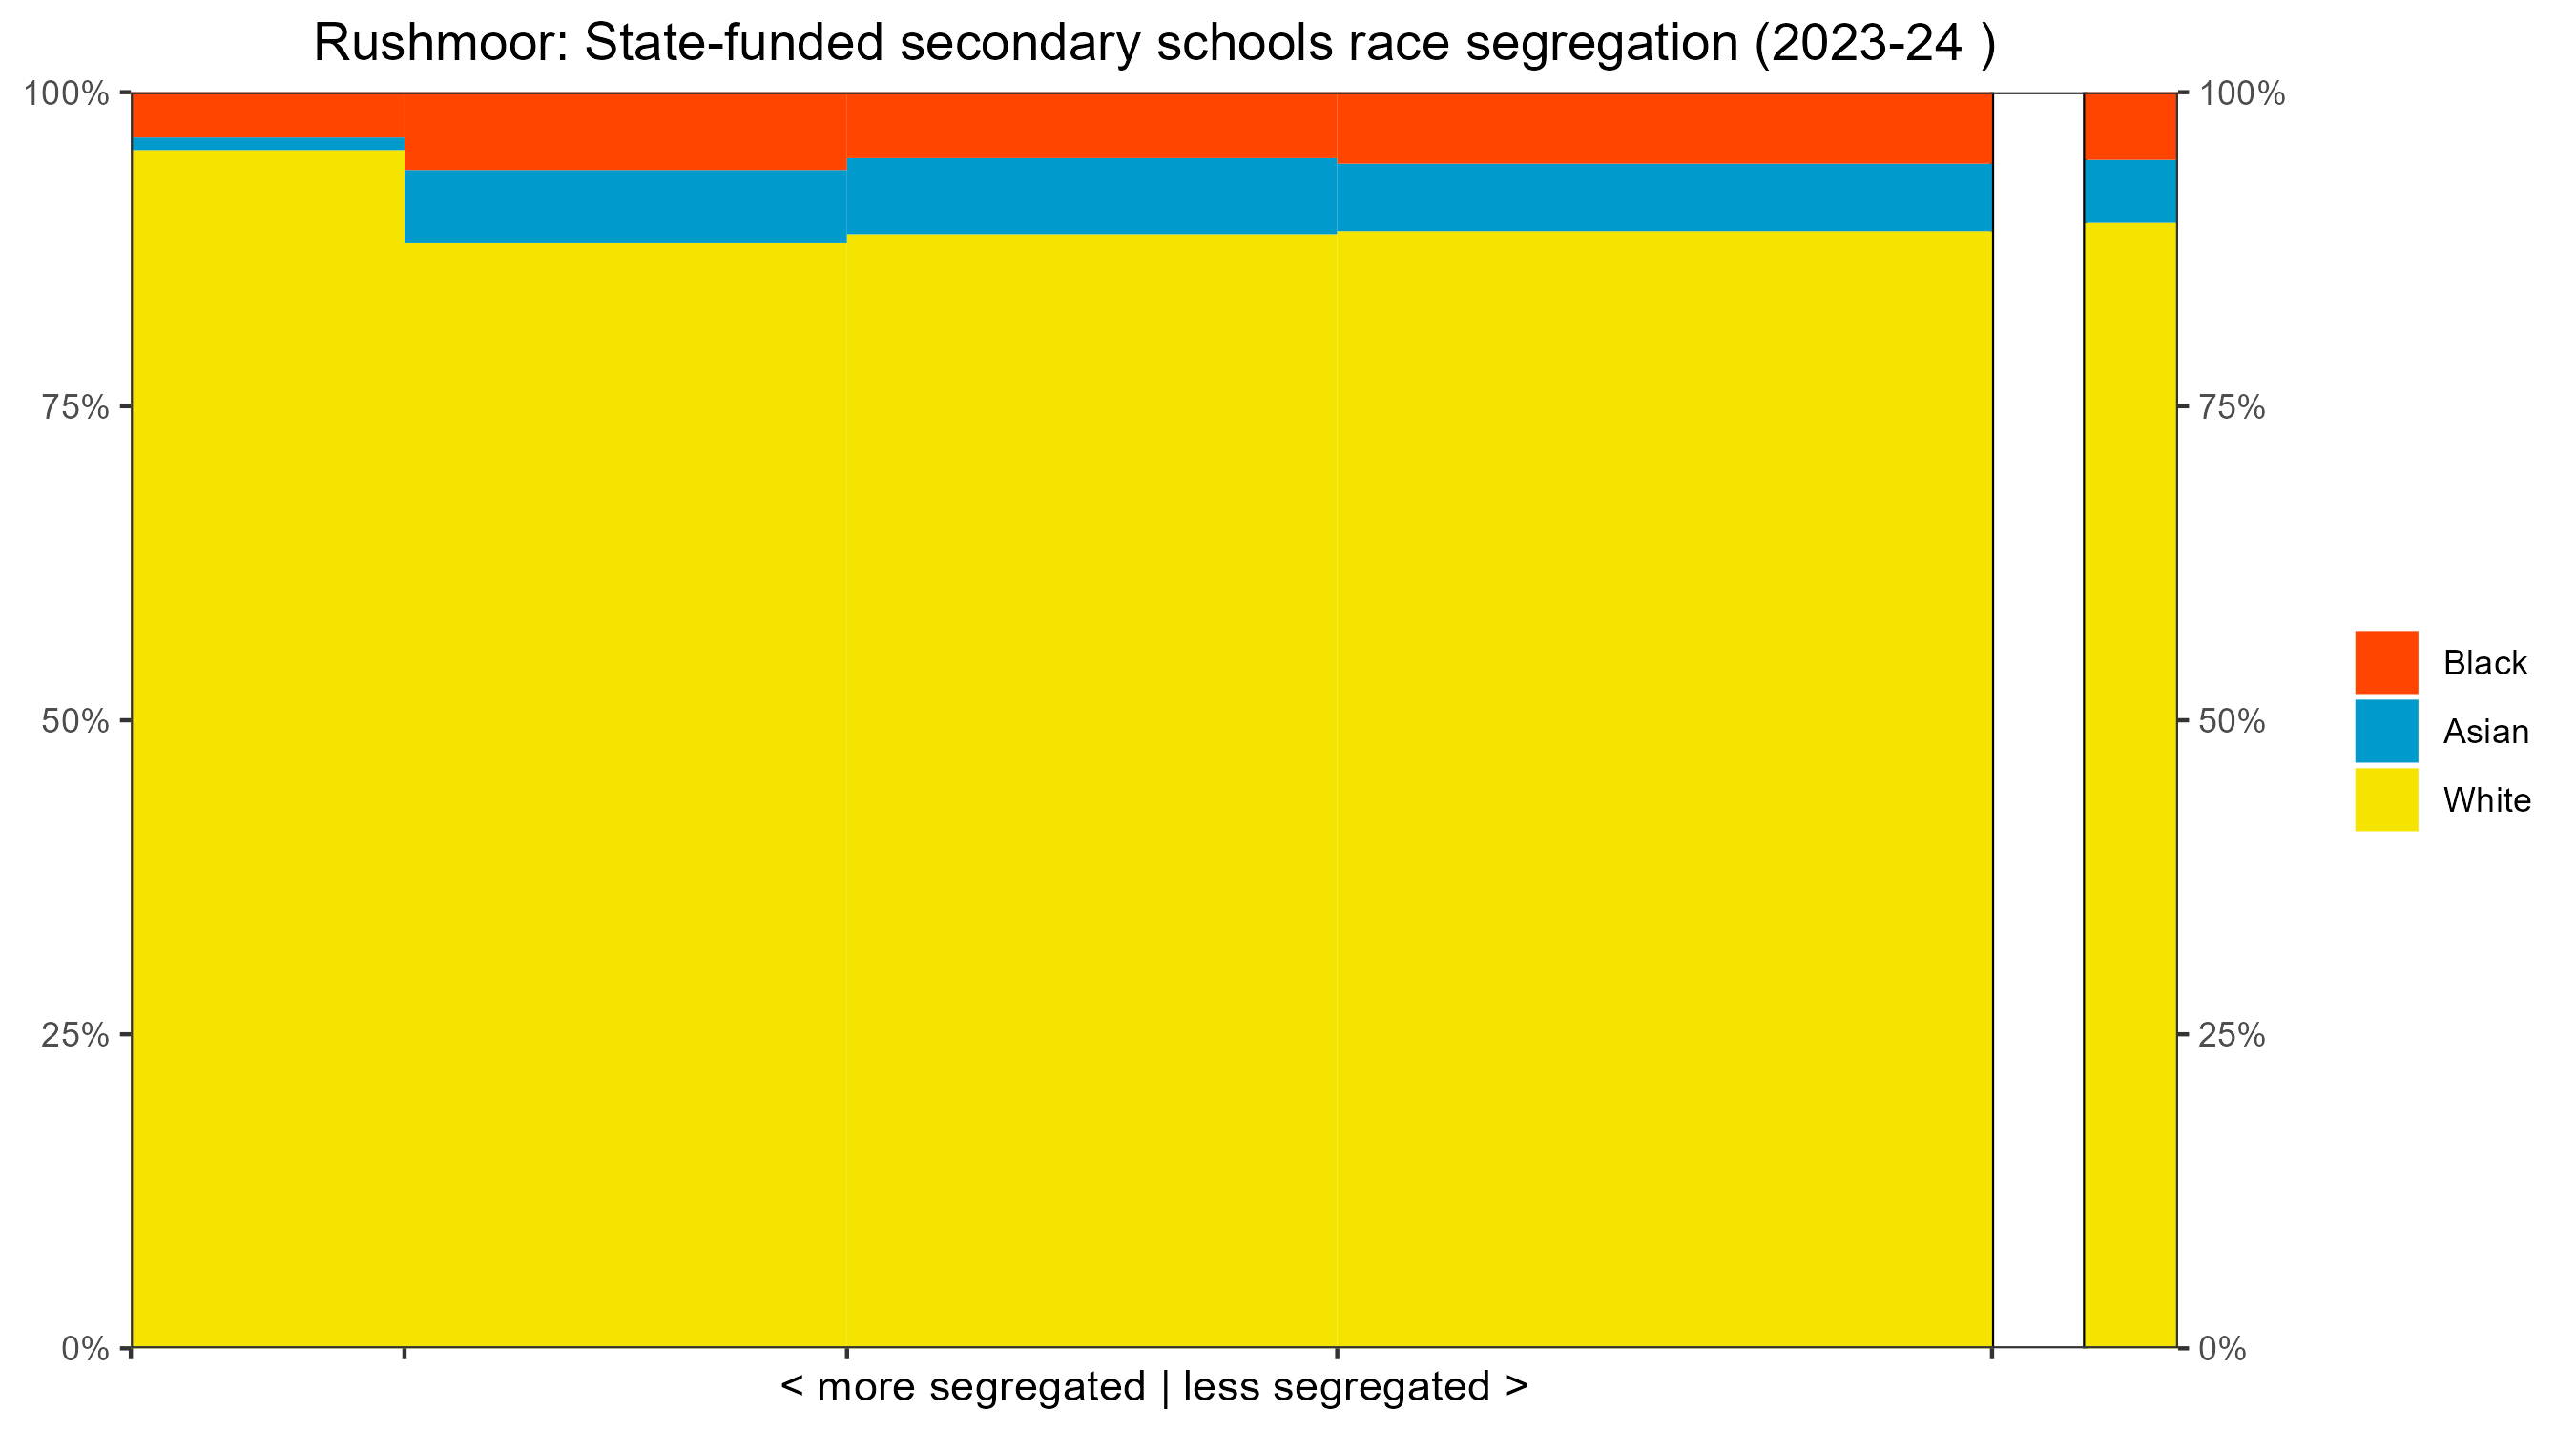 Rushmoor: State-funded secondary schools race segregation (2023-24 )
100%
75%
50%
25%
0%
100%
75%
50%
25%
0%
Black
Asian
White
< more segregated | less segregated >